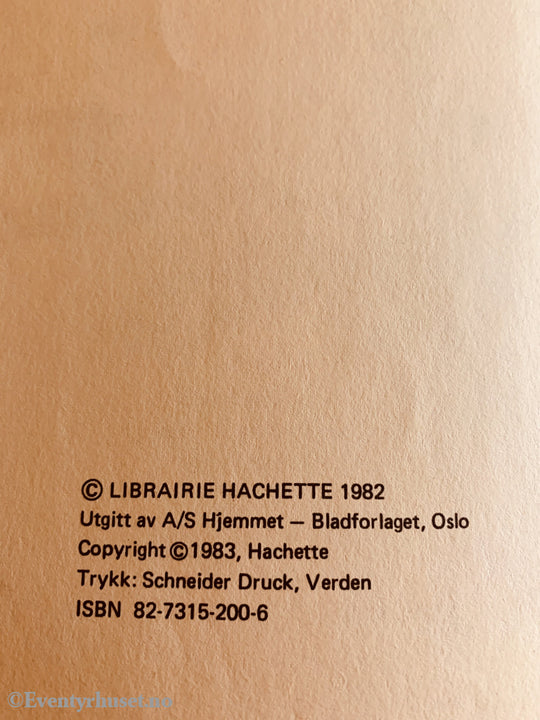 © LIBRAIRIE HACHETTE 1982
Utgitt av A/S Hjemmet — Bladforlaget, Oslo
Copyright ©1983, Hachette
Trykk: Schneider Druck, Verden
ISBN 82-7315-200-6
©Eventyrhuset.no